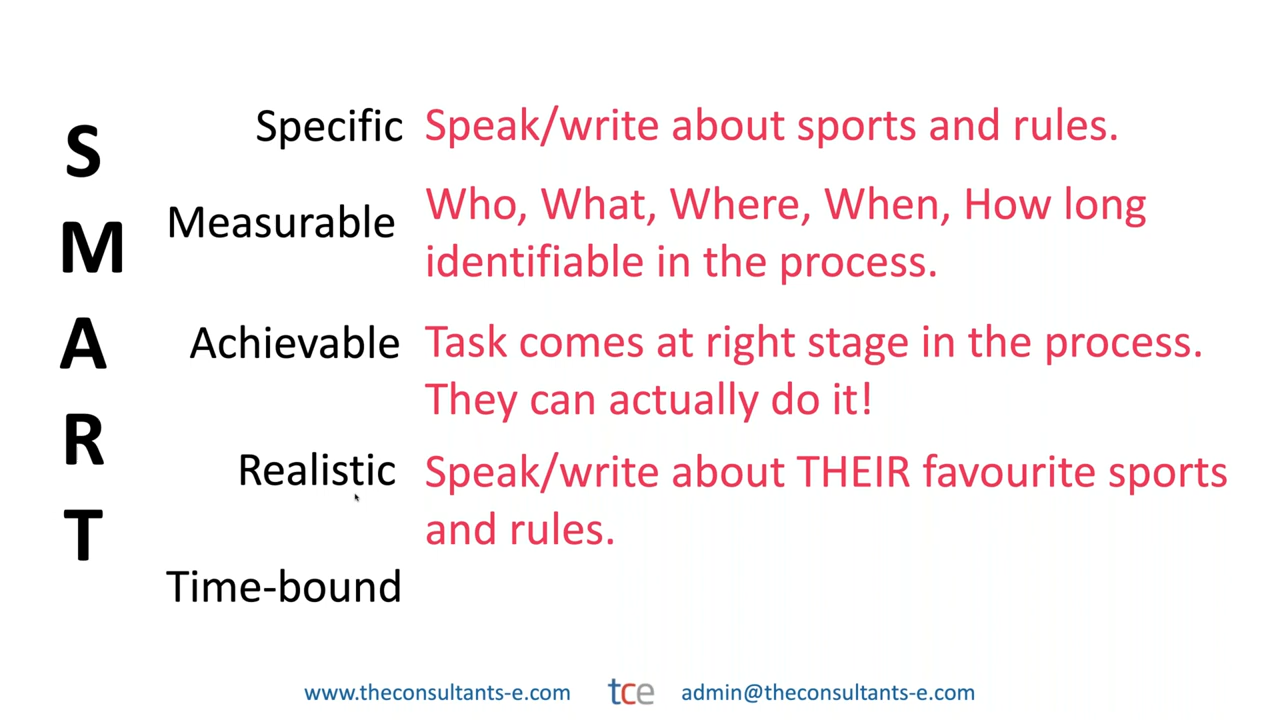 S
M
A
R
T
Specific Speak/write about sports and rules.
Measurable Who, What, Where, When, How long
identifiable in the process.
Achievable Task comes at right stage in the process.
They can actually do it!
Realistic Speak/write about THEIR favourite sports
and rules.
Time-bound
www.theconsultants-e.com tce admin@theconsultants-e.com